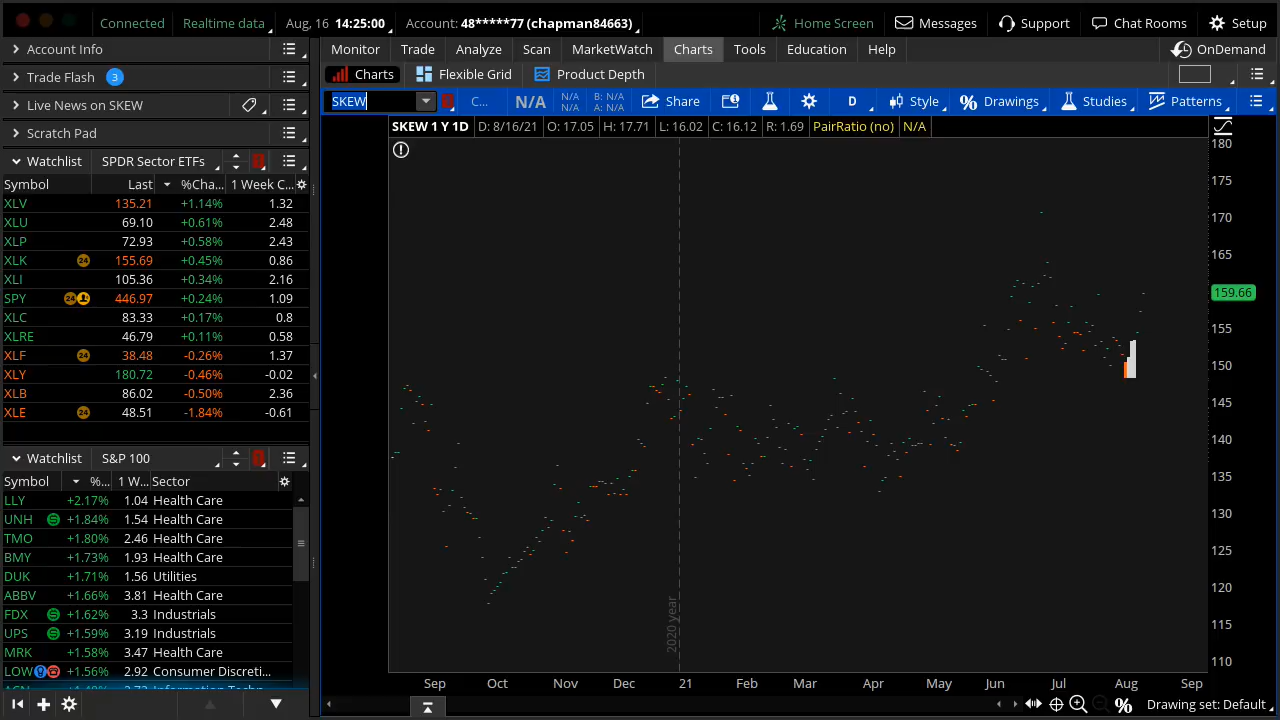 Connected Realtime data Aug, 16 14:25:00 Account: 48*****77 (chapman84663) Home Screen Messages Support Chat Rooms Setup
Account Info
Trade Flash 3
Live News on SKEW
Scratch Pad
Watchlist SPDR Sector ETFs 1
Symbol Last %Cha... 1 Week C...
XLV 135.21 +1.14% 1.32
XLU 69.10 +0.61% 2.48
XLP 72.93 +0.58% 2.43
XLK 24 155.69 +0.45% 0.86
XLI 105.36 +0.34% 2.16
SPY 24 446.97 +0.24% 1.09
XLC 83.33 +0.17% 0.8
XLRE 46.79 +0.11% 0.58
XLF 24 38.48 -0.26% 1.37
XLY 180.72 -0.46% -0.02
XLB 86.02 -0.50% 2.36
XLE 24 48.51 -1.84% -0.61
Watchlist S&P 100 1
Symbol %... 1 W... Sector
LLY +2.17% 1.04 Health Care
UNH +1.84% 1.54 Health Care
TMO +1.80% 2.46 Health Care
BMY +1.73% 1.93 Health Care
DUK +1.71% 1.56 Utilities
ABBV +1.66% 3.81 Health Care
FDX +1.62% 3.3 Industrials
UPS +1.59% 3.19 Industrials
MRK +1.58% 3.47 Health Care
LOW +1.56% 2.92 Consumer Discreti...
Monitor Trade Analyze Scan MarketWatch Charts Tools Education Help OnDemand
Charts Flexible Grid Product Depth
SKEW C... N/A N/A N/A B: N/A A: N/A Share D Style Drawings Studies Patterns
SKEW 1 Y 1D D: 8/16/21 O: 17.05 H: 17.71 L: 16.02 C: 16.12 R: 1.69 PairRatio (no) N/A
180
175
170
165
159.66
155
150
145
140
135
130
125
120
115
110
2020 year
Sep Oct Nov Dec 21 Feb Mar Apr May Jun Jul Aug Sep
Drawing set: Default